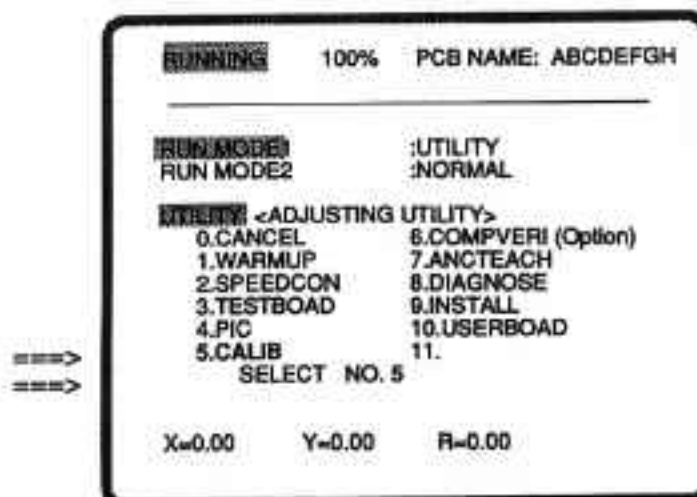 RUNNING 100% PCB NAME: ABCDEFGH
RUN MODE1 :UTILITY
RUN MODE2 :NORMAL
UTILITY <ADJUSTING UTILITY>
0.CANCEL 6.COMPVERI (Option)
1.WARMUP 7.ANCTEACH
2.SPEEDCON 8.DIAGNOSE
3.TESTBOAD 9.INSTALL
4.PIC 10.USERBOAD
===> 5.CALIB 11.
===> SELECT NO. 5
X=0.00 Y=0.00 R=0.00